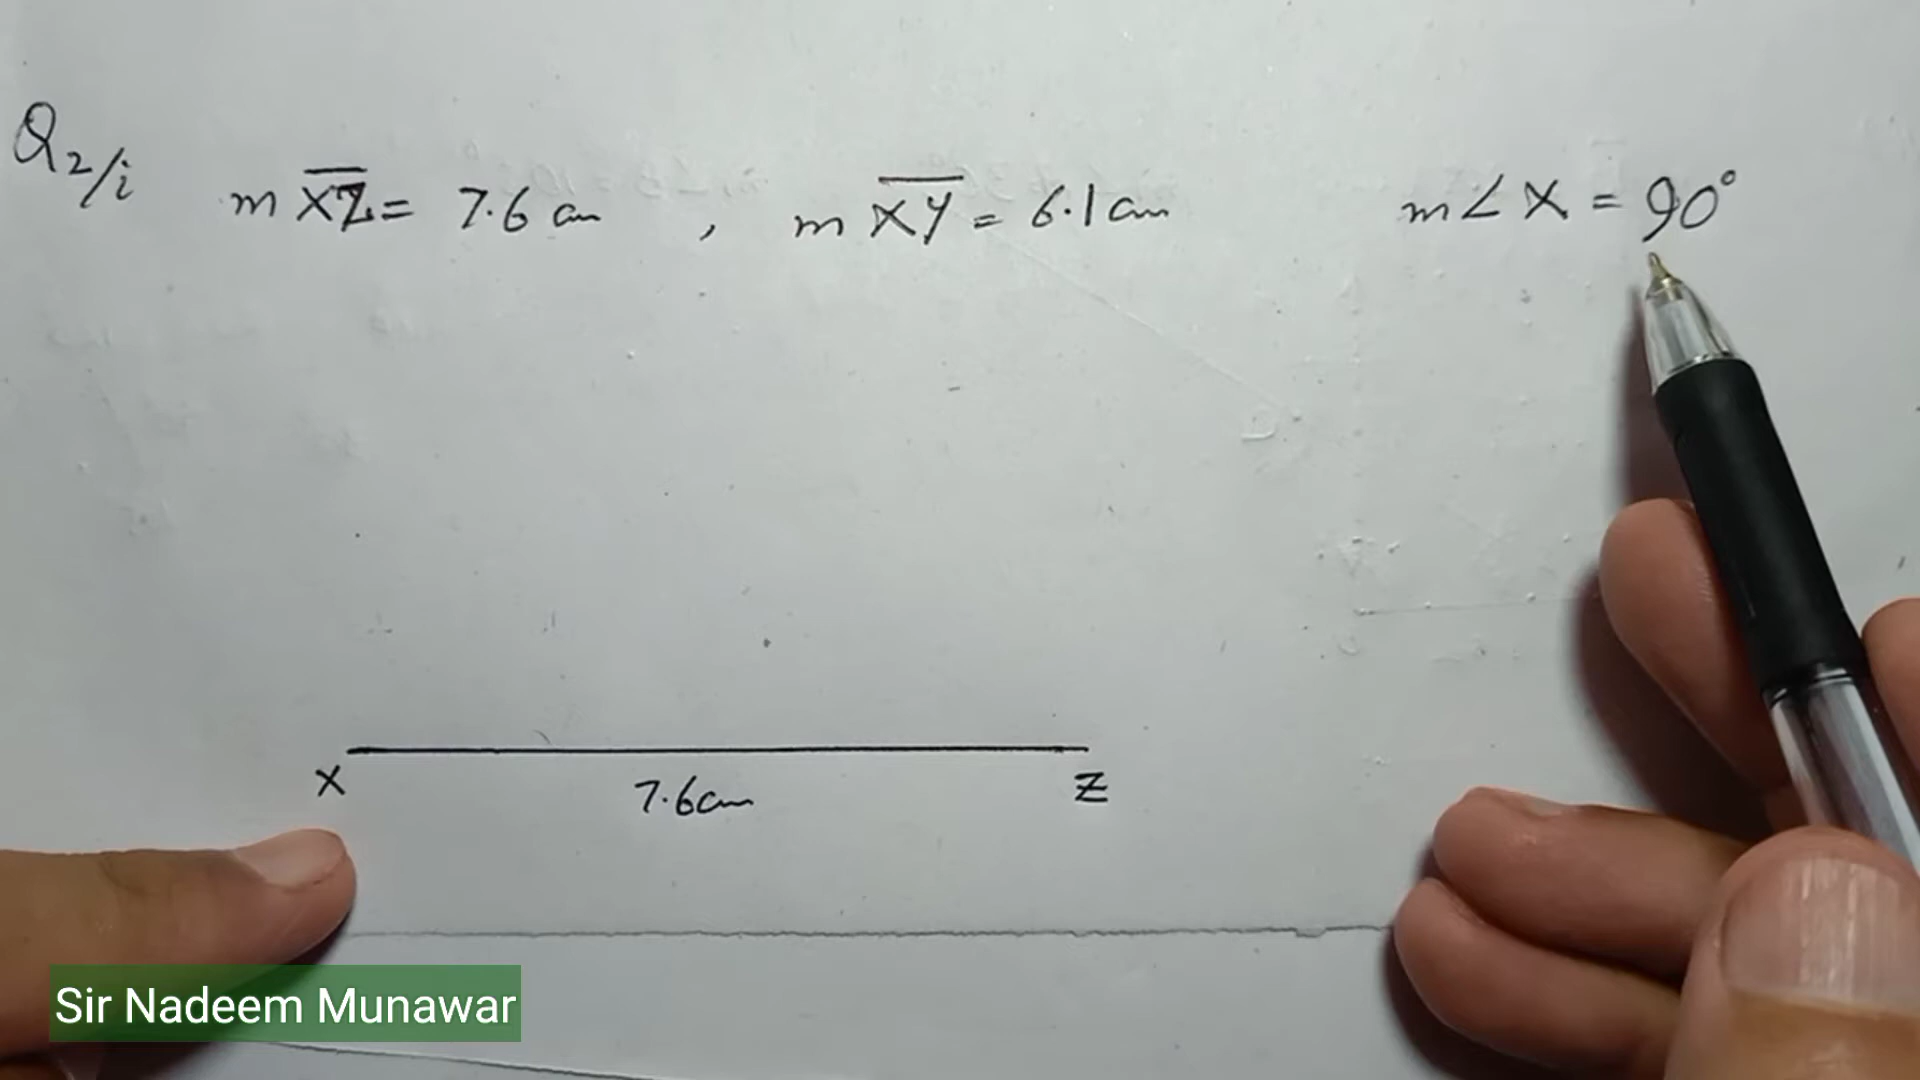 Q2/i m XZ = 7.6 cm , m XY = 6.1 cm m∠X = 90°
X 7.6cm Z
Sir Nadeem Munawar